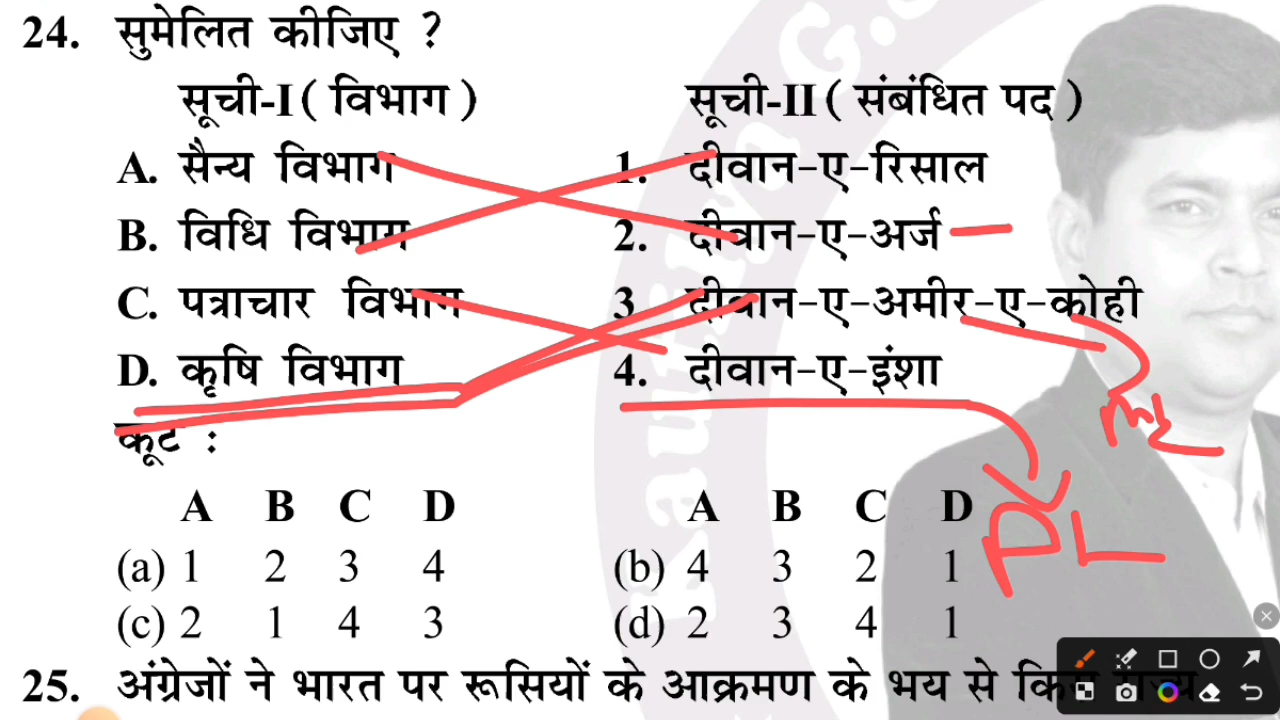 24. सुमेलित कीजिए ?
सूची-I ( विभाग ) सूची-II ( संबंधित पद )
A. सैन्य विभाग 1. दीवान-ए-रिसाल
B. विधि विभाग 2. दीवान-ए-अर्ज
C. पत्राचार विभाग 3 दीवान-ए-अमीर-ए-कोही
D. कृषि विभाग 4. दीवान-ए-इंशा
कूट :
A B C D A B C D
(a) 1 2 3 4 (b) 4 3 2 1
(c) 2 1 4 3 (d) 2 3 4 1
PL
25. अंग्रेजों ने भारत पर रूसियों के आक्रमण के भय से